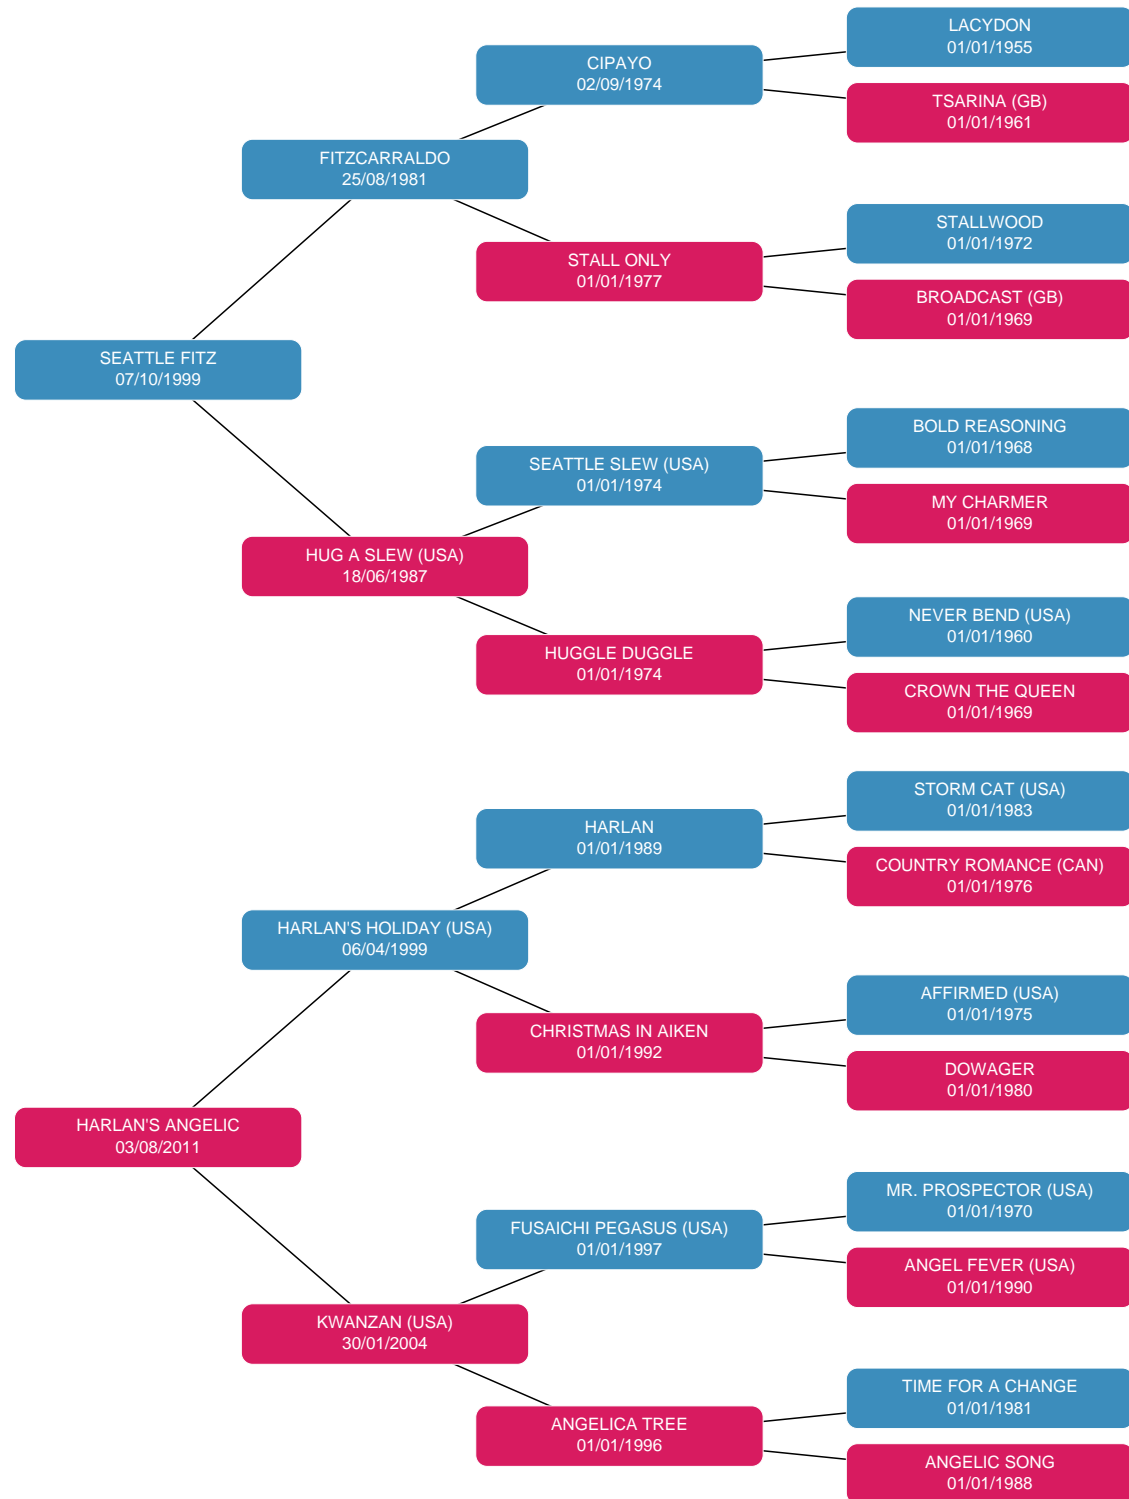 LACYDON
01/01/1955
CIPAYO
02/09/1974
TSARINA (GB)
01/01/1961
FITZCARRALDO
25/08/1981
STALLWOOD
01/01/1972
STALL ONLY
01/01/1977
BROADCAST (GB)
01/01/1969
SEATTLE FITZ
07/10/1999
BOLD REASONING
01/01/1968
SEATTLE SLEW (USA)
01/01/1974
MY CHARMER
01/01/1969
HUG A SLEW (USA)
18/06/1987
NEVER BEND (USA)
01/01/1960
HUGGLE DUGGLE
01/01/1974
CROWN THE QUEEN
01/01/1969
STORM CAT (USA)
01/01/1983
HARLAN
01/01/1989
COUNTRY ROMANCE (CAN)
01/01/1976
HARLAN'S HOLIDAY (USA)
06/04/1999
AFFIRMED (USA)
01/01/1975
CHRISTMAS IN AIKEN
01/01/1992
DOWAGER
01/01/1980
HARLAN'S ANGELIC
03/08/2011
MR. PROSPECTOR (USA)
01/01/1970
FUSAICHI PEGASUS (USA)
01/01/1997
ANGEL FEVER (USA)
01/01/1990
KWANZAN (USA)
30/01/2004
TIME FOR A CHANGE
01/01/1981
ANGELICA TREE
01/01/1996
ANGELIC SONG
01/01/1988